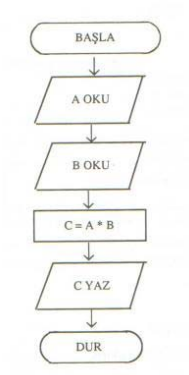 BAŞLA
A OKU
B OKU
C = A * B
C YAZ
DUR